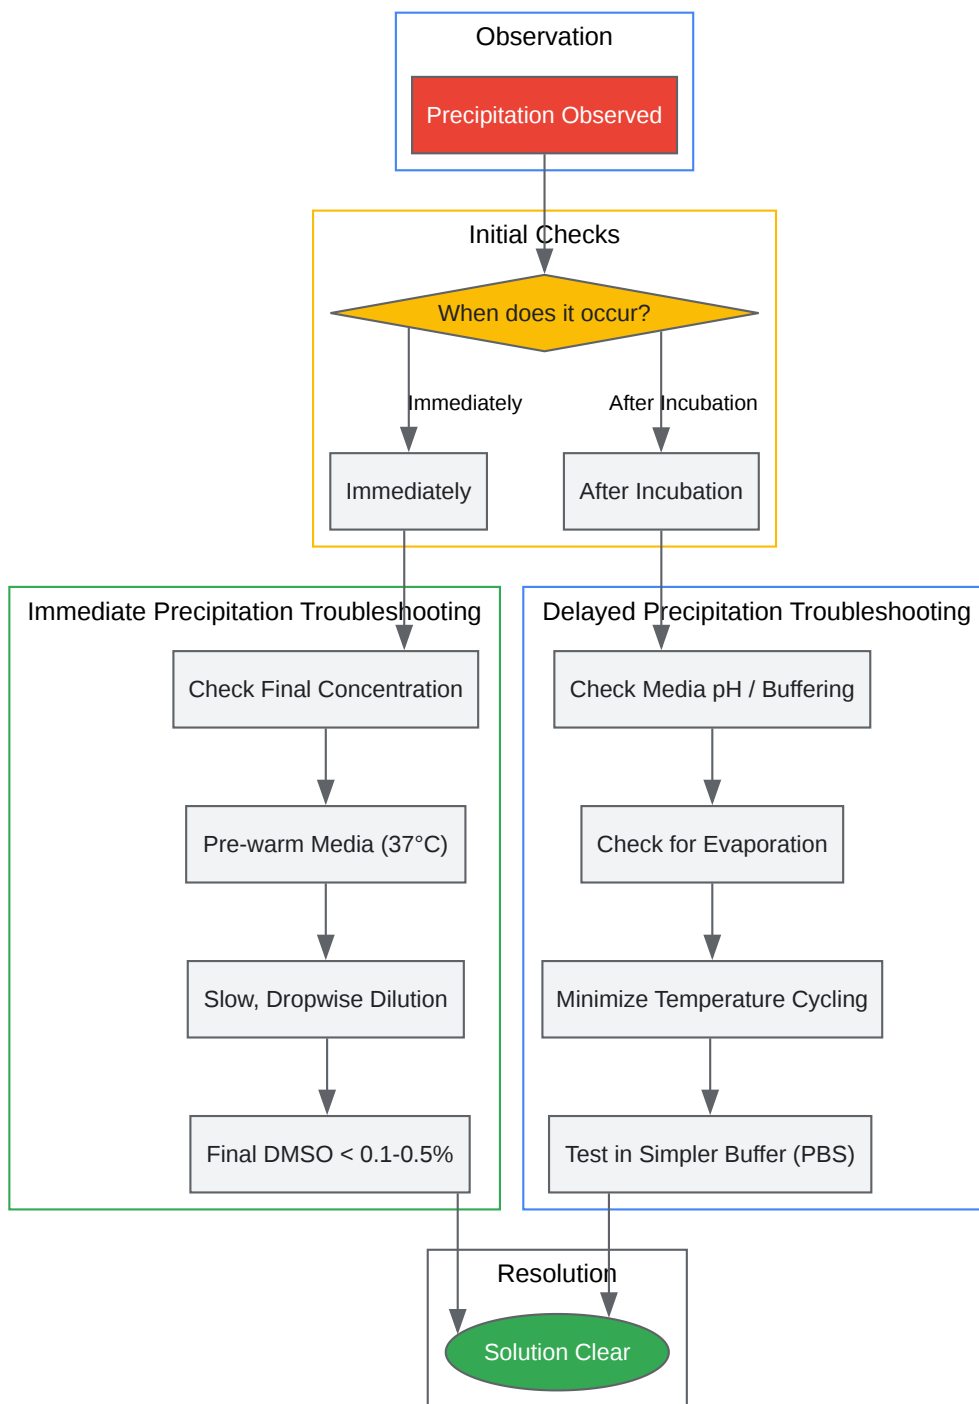 Observation
Precipitation Observed
Initial Checks
When does it occur?
Immediately
After Incubation
Immediately
After Incubation
Immediate Precipitation Troubleshooting
Delayed Precipitation Troubleshooting
Check Final Concentration
Check Media pH / Buffering
Pre-warm Media (37°C)
Check for Evaporation
Slow, Dropwise Dilution
Minimize Temperature Cycling
Final DMSO < 0.1-0.5%
Test in Simpler Buffer (PBS)
Resolution
Solution Clear